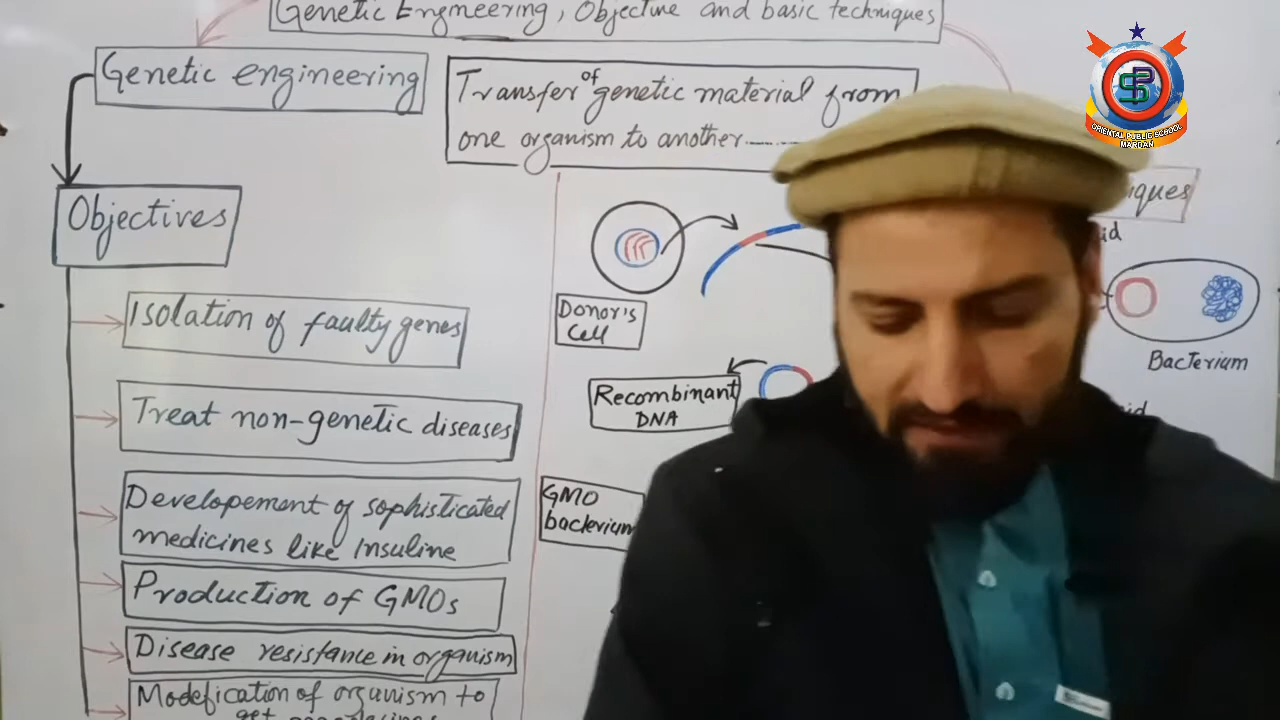 Genetic Engineering, Objective and basic techniques
Genetic engineering
Transfer of genetic material from
one organism to another......
Objectives
Isolation of faulty genes
Treat non-genetic diseases
Developement of sophisticated
medicines like Insuline
Production of GMOs
Disease resistance in organism
Modefication of organism to
get
Donor's
Cell
Recombinant
DNA
GMO
bacterium
Bacterium
ORIENTAL PUBLIC SCHOOL
MARDAN